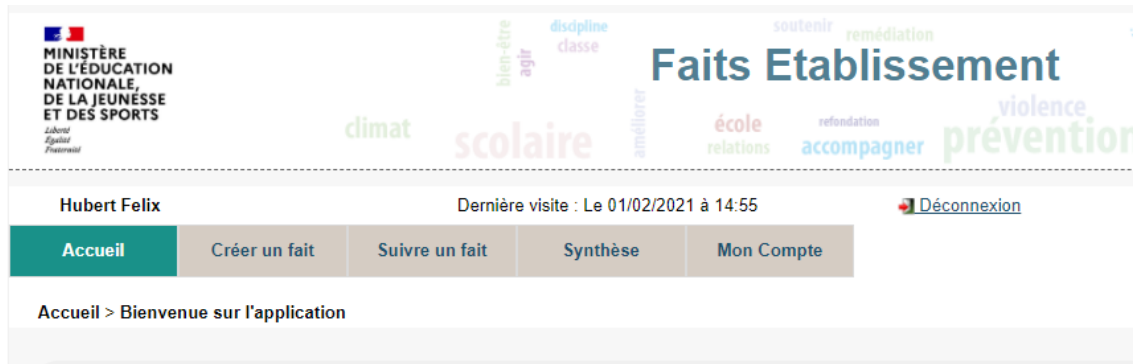 MINISTÈRE
DE L'ÉDUCATION
NATIONALE,
DE LA JEUNESSE
ET DES SPORTS
Liberté
Égalité
Fraternité
bien-être
agir
discipline
classe
soutenir
remédiation
Faits Etablissement
climat
scolaire
améliorer
école
relations
refondation
accompagner
violence
prévention
Hubert Felix
Dernière visite : Le 01/02/2021 à 14:55
Déconnexion
Accueil
Créer un fait
Suivre un fait
Synthèse
Mon Compte
Accueil > Bienvenue sur l'application